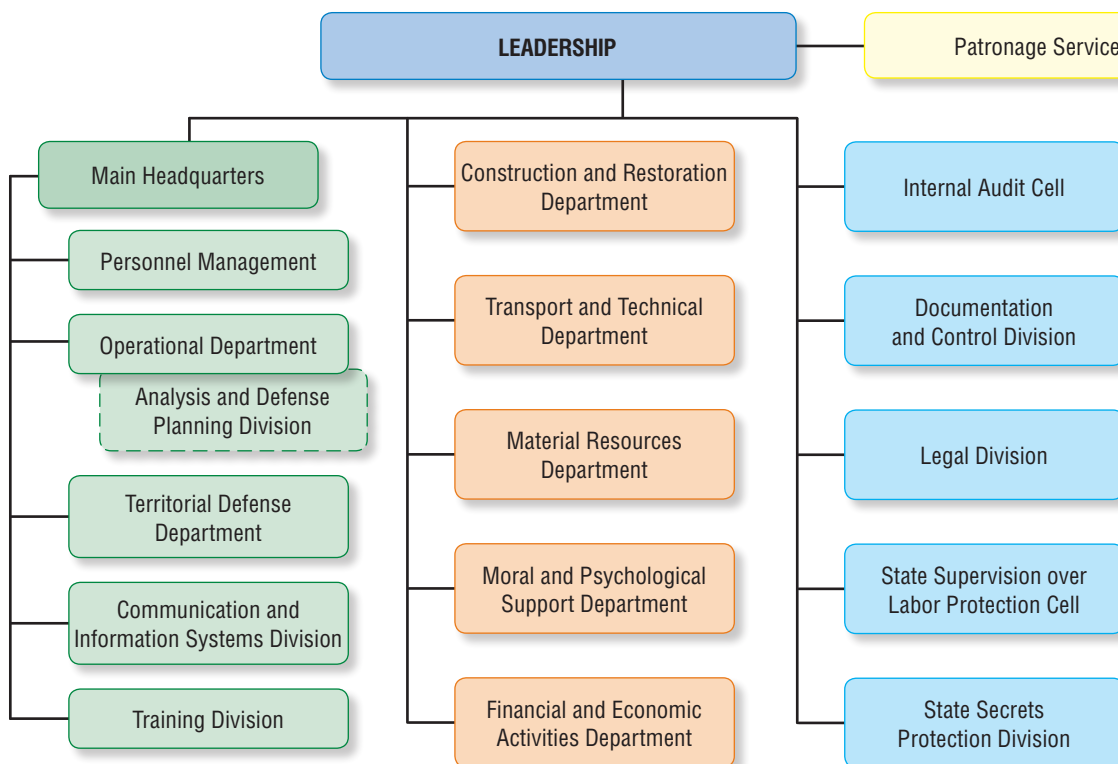 LEADERSHIP
Patronage Service
Main Headquarters
Personnel Management
Operational Department
Analysis and Defense
Planning Division
Territorial Defense
Department
Communication and
Information Systems Division
Training Division
Construction and Restoration
Department
Transport and Technical
Department
Material Resources
Department
Moral and Psychological
Support Department
Financial and Economic
Activities Department
Internal Audit Cell
Documentation
and Control Division
Legal Division
State Supervision over
Labor Protection Cell
State Secrets
Protection Division